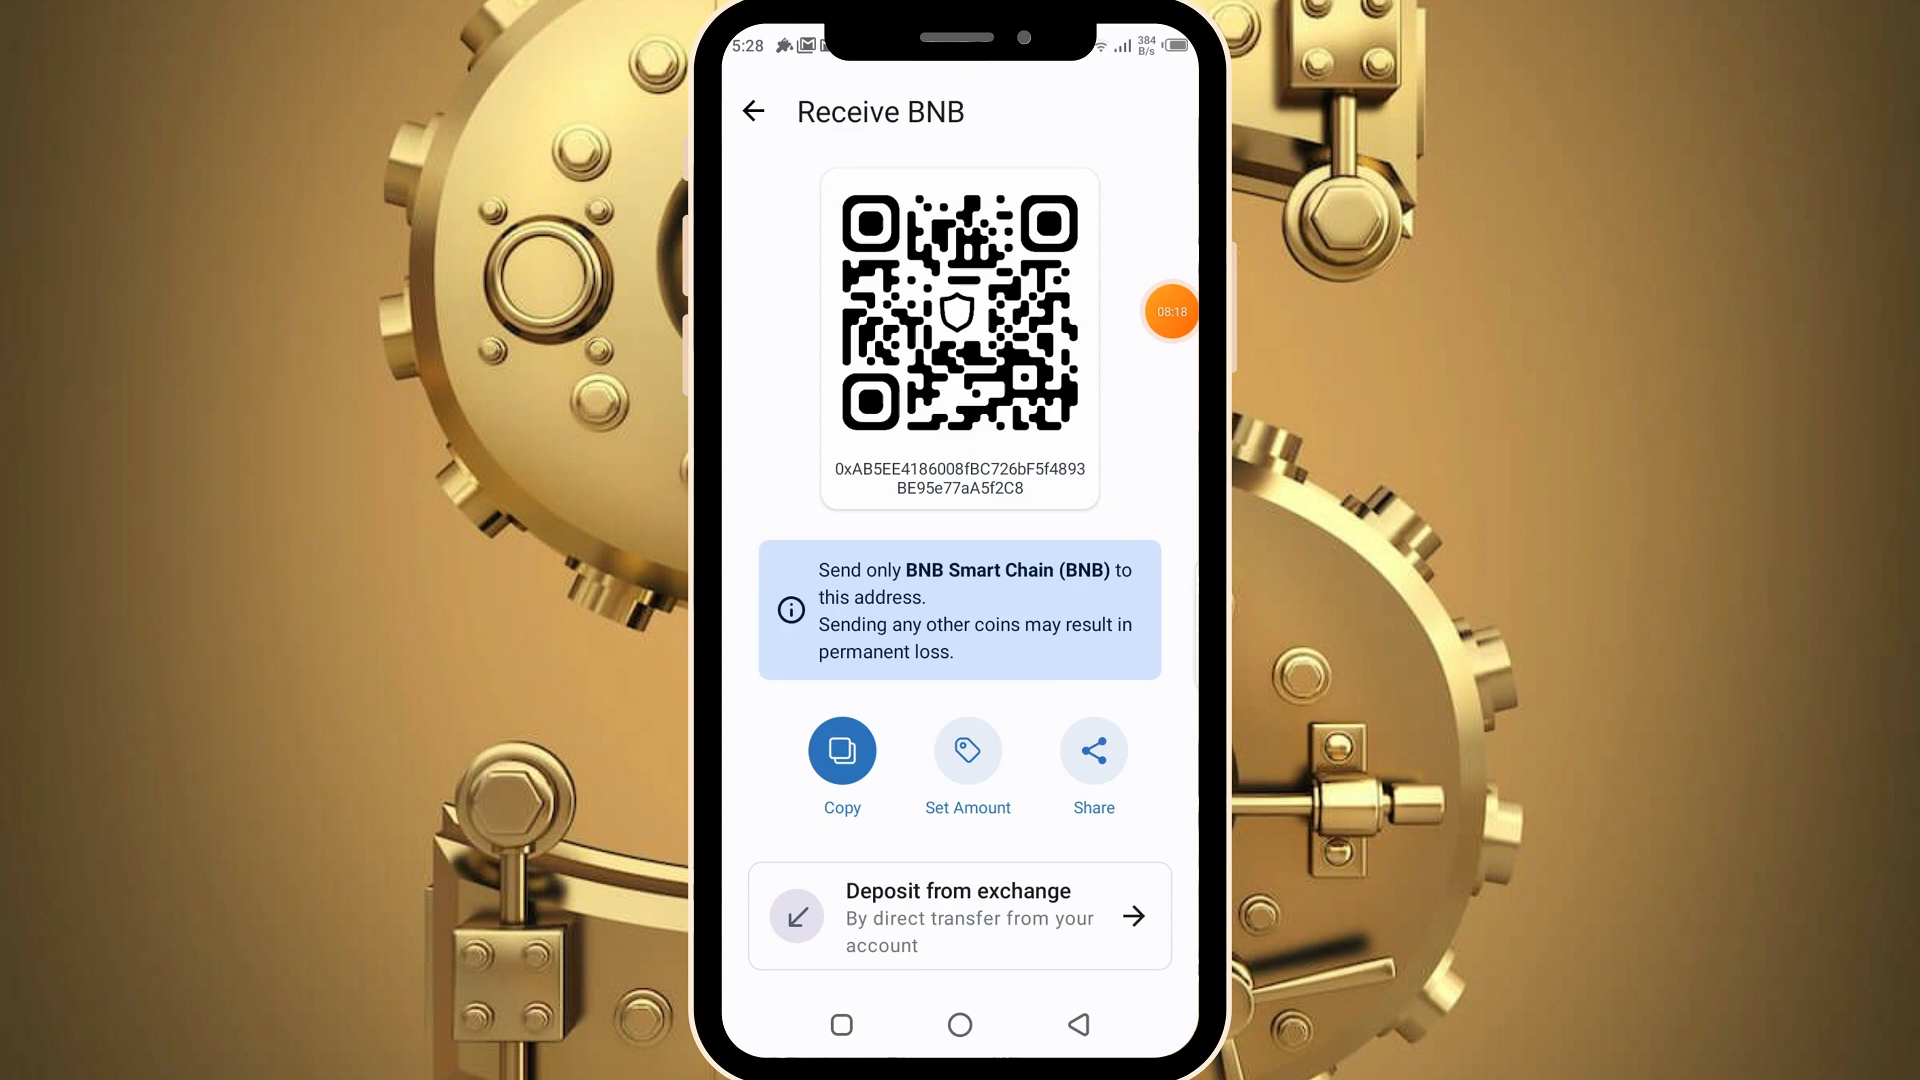 5:28
384
B/s
Receive BNB
08:18
0xAB5EE4186008fBC726bF5f4893
BE95e77aA5f2C8
Send only BNB Smart Chain (BNB) to
this address.
Sending any other coins may result in
permanent loss.
Copy
Set Amount
Share
Deposit from exchange
By direct transfer from your
account